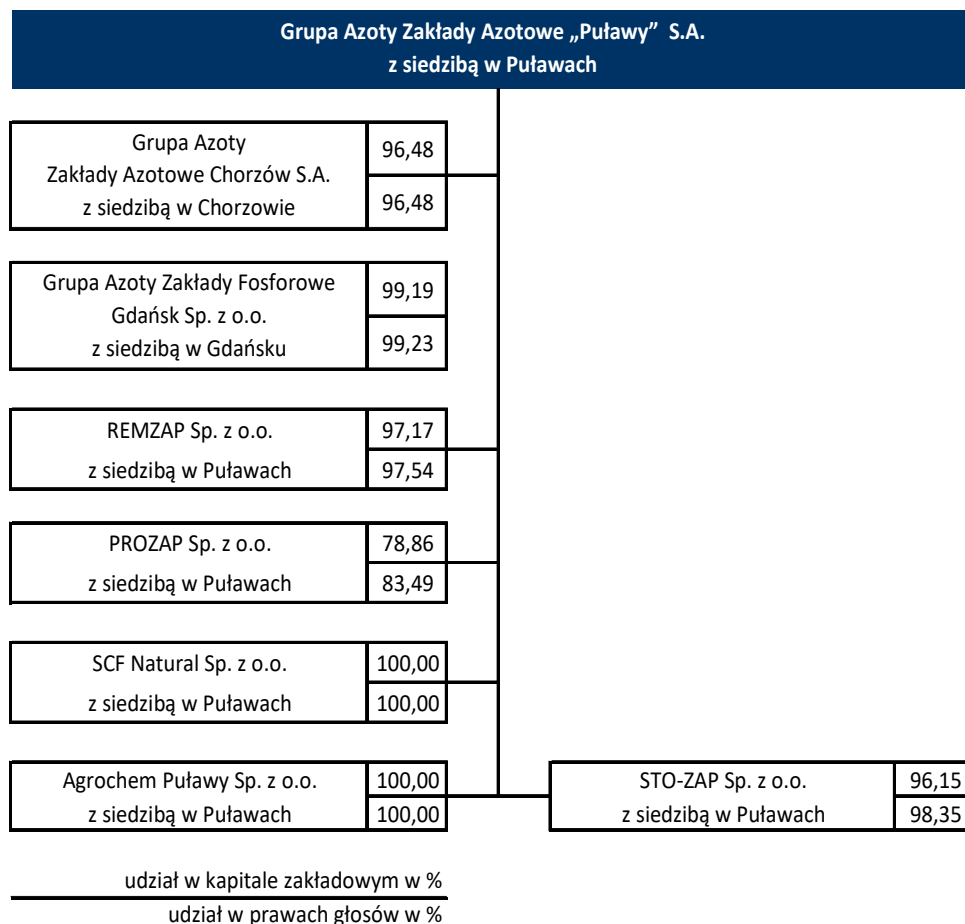 Grupa Azoty Zakłady Azotowe „Puławy” S.A.
z siedzibą w Puławach
Grupa Azoty
Zakłady Azotowe Chorzów S.A.
z siedzibą w Chorzowie
96,48
96,48
Grupa Azoty Zakłady Fosforowe
Gdańsk Sp. z o.o.
z siedzibą w Gdańsku
99,19
99,23
REMZAP Sp. z o.o.
z siedzibą w Puławach
97,17
97,54
PROZAP Sp. z o.o.
z siedzibą w Puławach
78,86
83,49
SCF Natural Sp. z o.o.
z siedzibą w Puławach
100,00
100,00
Agrochem Puławy Sp. z o.o.
z siedzibą w Puławach
100,00
100,00
STO-ZAP Sp. z o.o.
z siedzibą w Puławach
96,15
98,35
udział w kapitale zakładowym w %
udział w prawach głosów w %